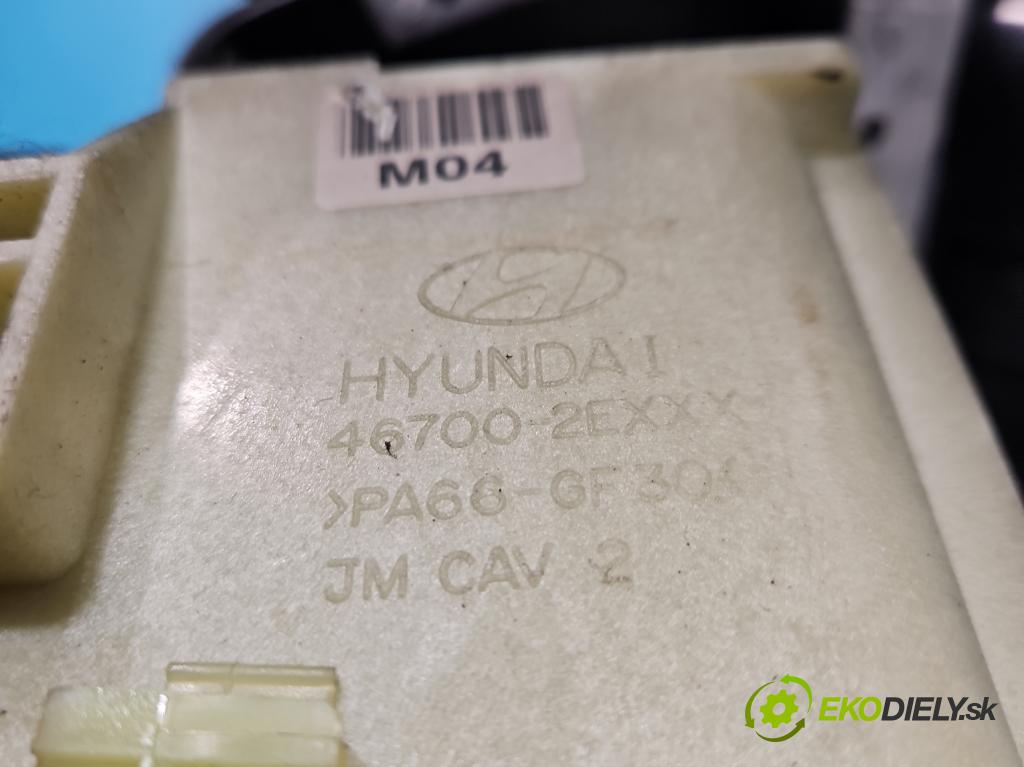 M04
HYUNDAI
46700-2EXXX
>PA66-GF30<
JM CAV 2
EKODIELY.sk